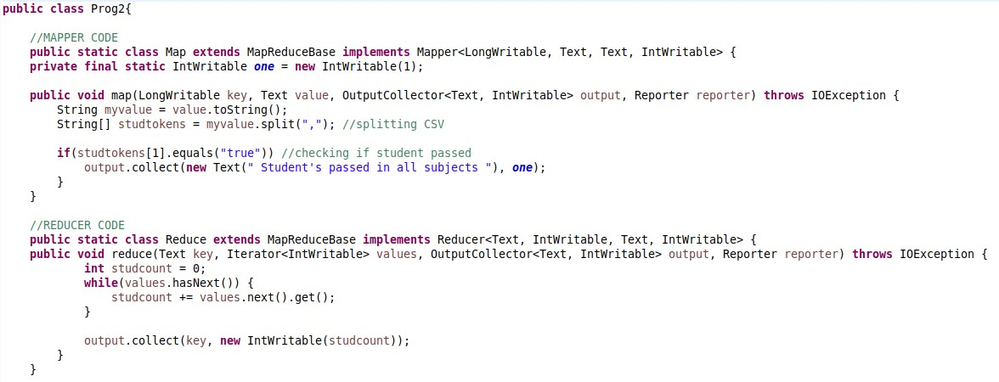 public class Prog2{
//MAPPER CODE
public static class Map extends MapReduceBase implements Mapper<LongWritable, Text, Text, IntWritable> {
private final static IntWritable one = new IntWritable(1);
public void map(LongWritable key, Text value, OutputCollector<Text, IntWritable> output, Reporter reporter) throws IOException {
String myvalue = value.toString();
String[] studtokens = myvalue.split(","); //splitting CSV
if(studtokens[1].equals("true")) //checking if student passed
output.collect(new Text(" Student's passed in all subjects "), one);
}
}
//REDUCER CODE
public static class Reduce extends MapReduceBase implements Reducer<Text, IntWritable, Text, IntWritable> {
public void reduce(Text key, Iterator<IntWritable> values, OutputCollector<Text, IntWritable> output, Reporter reporter) throws IOException {
int studcount = 0;
while(values.hasNext()) {
studcount += values.next().get();
}
output.collect(key, new IntWritable(studcount));
}
}